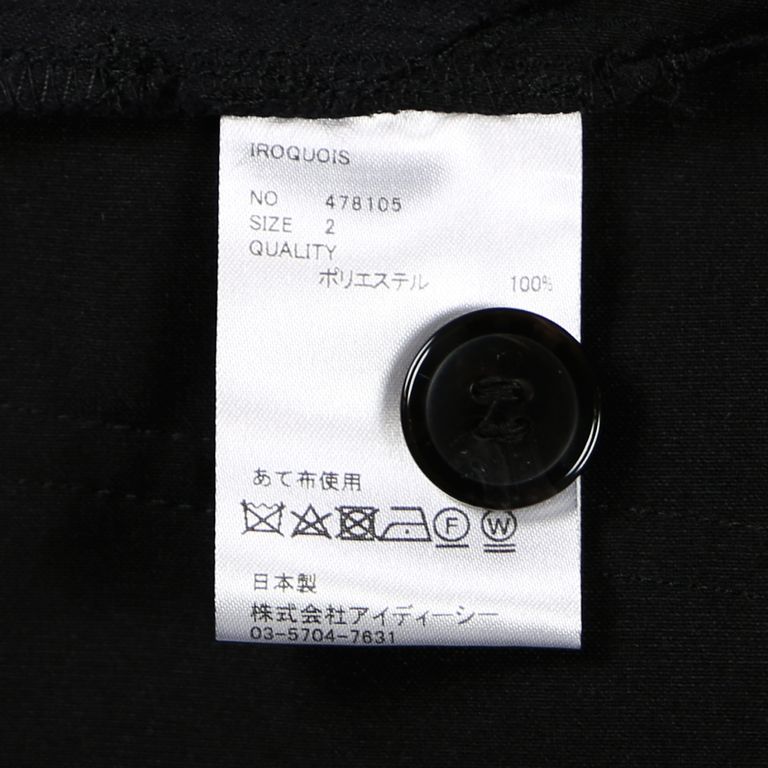 IROQUOIS
NO 478105
SIZE 2
QUALITY
ポリエステル 100%
あて布使用
F W
日本製
株式会社アイディーシー
03-5704-7631